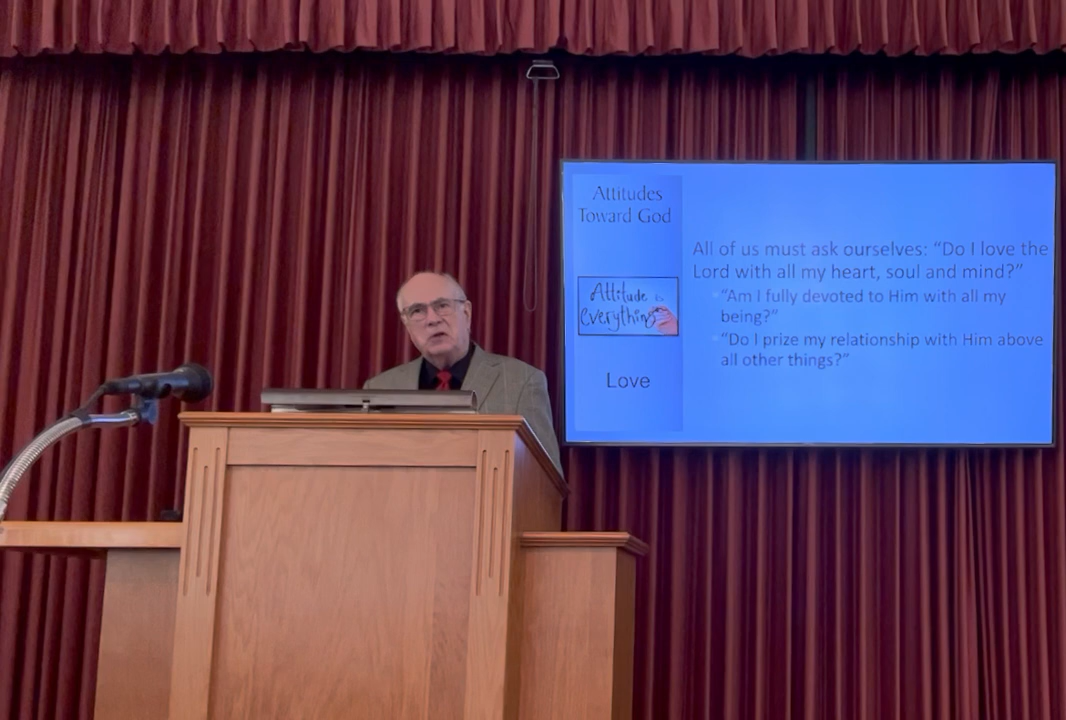 Attitudes
Toward God
Attitude is
everything
Love
All of us must ask ourselves: “Do I love the
Lord with all my heart, soul and mind?”
“Am I fully devoted to Him with all my
being?”
“Do I prize my relationship with Him above
all other things?”